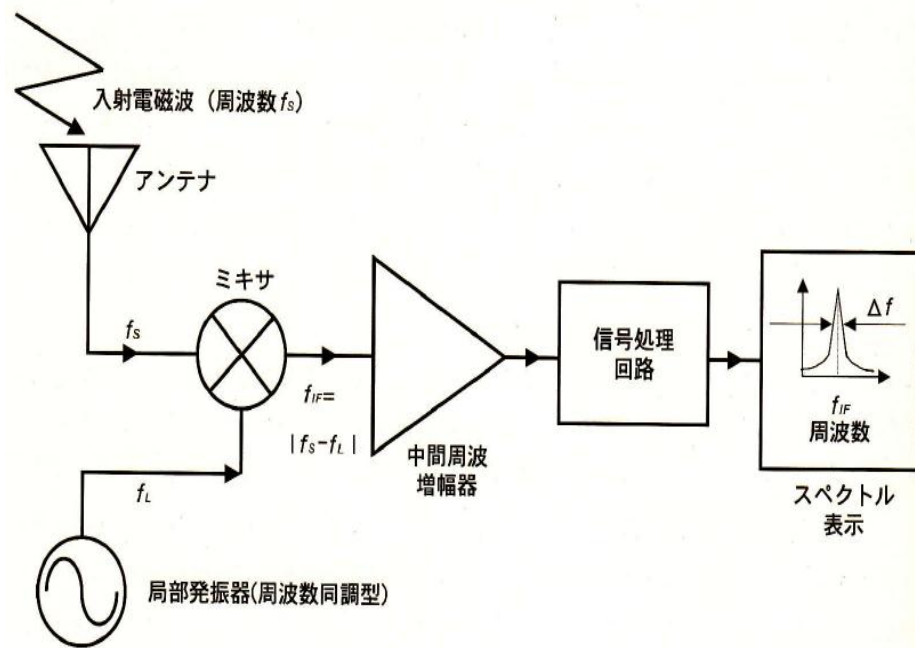 入射電磁波（周波数fS）
アンテナ
ミキサ
fS
fIF=
|fS-fL|
fL
局部発振器(周波数同調型)
中間周波
増幅器
信号処理
回路
Δf
fIF
周波数
スペクトル
表示